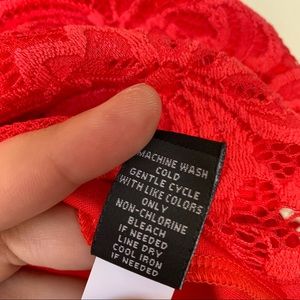 MACHINE WASH
COLD
GENTLE CYCLE
WITH LIKE COLORS
ONLY
NON-CHLORINE
BLEACH
IF NEEDED
LINE DRY
COOL IRON
IF NEEDED